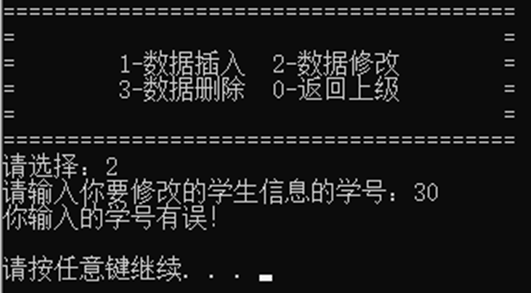 ========================================
=                                      =
=        1-数据插入  2-数据修改        =
=        3-数据删除  0-返回上级        =
=                                      =
========================================
请选择：2
请输入你要修改的学生信息的学号：30
你输入的学号有误!
请按任意键继续. . .